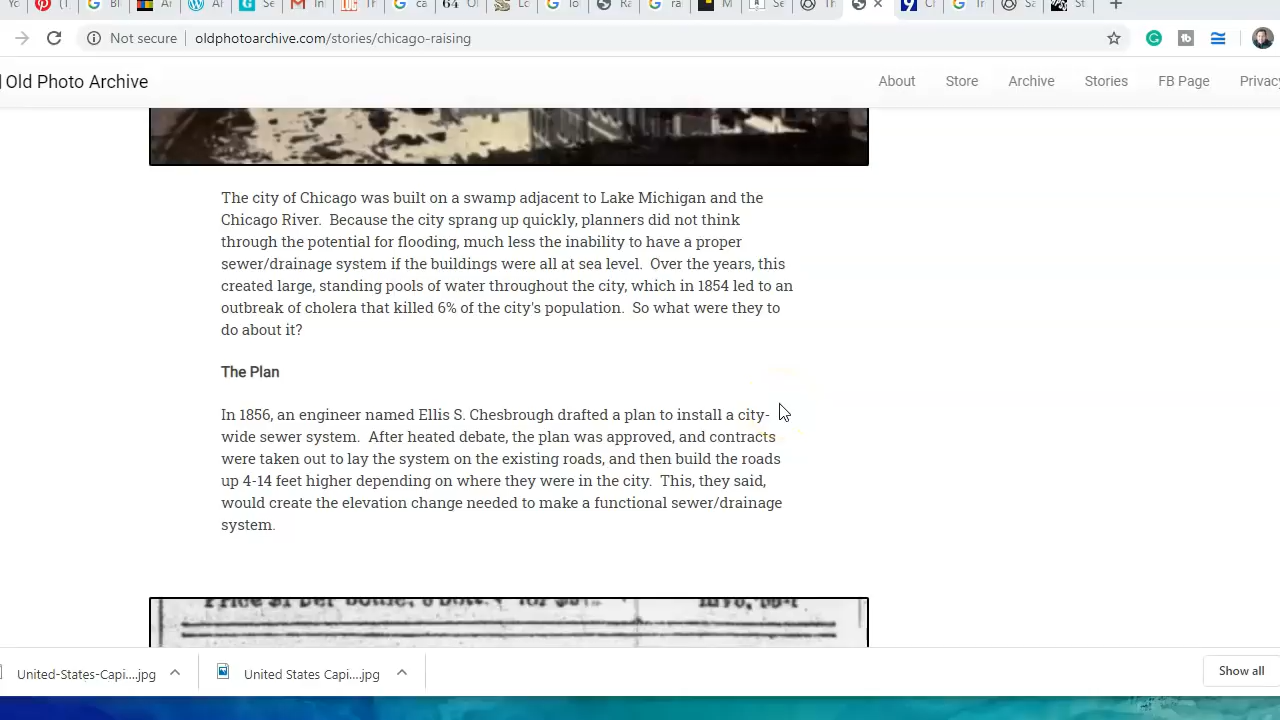 Not secure oldphotoarchive.com/stories/chicago-raising
Old Photo Archive About Store Archive Stories FB Page
The city of Chicago was built on a swamp adjacent to Lake Michigan and the
Chicago River. Because the city sprang up quickly, planners did not think
through the potential for flooding, much less the inability to have a proper
sewer/drainage system if the buildings were all at sea level. Over the years, this
created large, standing pools of water throughout the city, which in 1854 led to an
outbreak of cholera that killed 6% of the city's population. So what were they to
do about it?
The Plan
In 1856, an engineer named Ellis S. Chesbrough drafted a plan to install a city-
wide sewer system. After heated debate, the plan was approved, and contracts
were taken out to lay the system on the existing roads, and then build the roads
up 4-14 feet higher depending on where they were in the city. This, they said,
would create the elevation change needed to make a functional sewer/drainage
system.
United-States-Capi....jpg United States Capi....jpg Show all